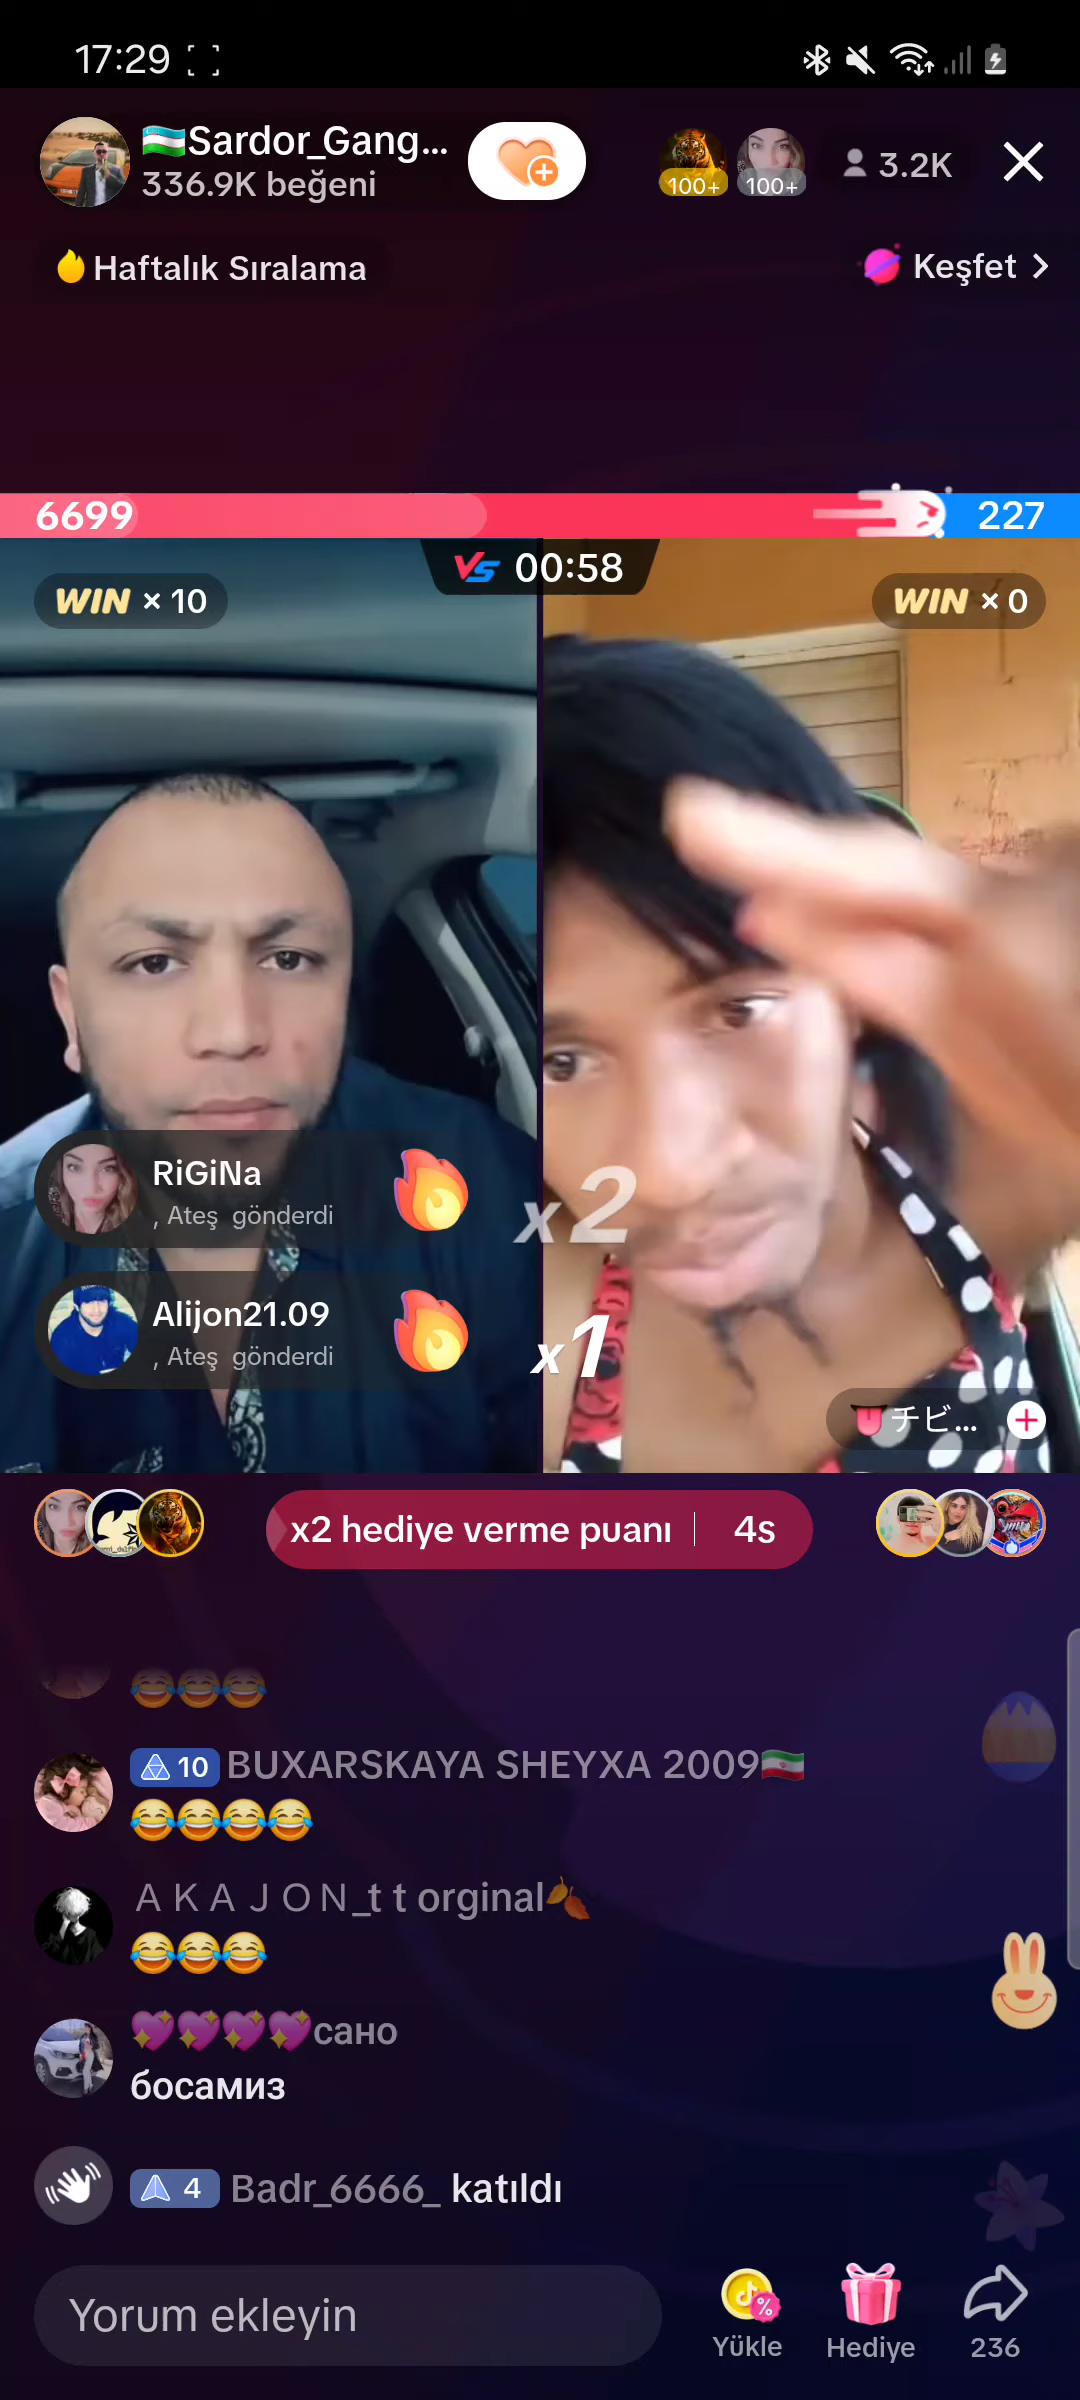 17:29
🇺🇿Sardor_Gang...
336.9K beğeni
100+
100+
3.2K
Haftalık Sıralama
Keşfet
6699
227
VS 00:58
WIN × 10
WIN × 0
RiGiNa
, Ateş gönderdi
x2
Alijon21.09
, Ateş gönderdi
x1
👅チビ...
x2 hediye verme puanı | 4s
😂😂😂
10 BUXARSKAYA SHEYXA 2009🇮🇷
😂😂😂😂
A K A J O N_t t orginal🍂
😂😂😂
💖💖💖💖сано
босамиз
4 Badr_6666_ katıldı
Yorum ekleyin
Yükle
Hediye
236